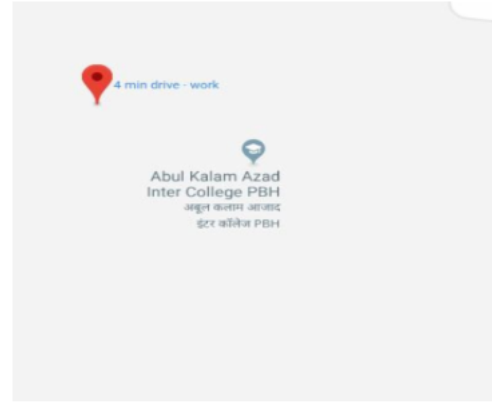 4 min drive - work
Abul Kalam Azad
Inter College PBH
अबुल कलाम आजाद
इंटर कॉलेज PBH